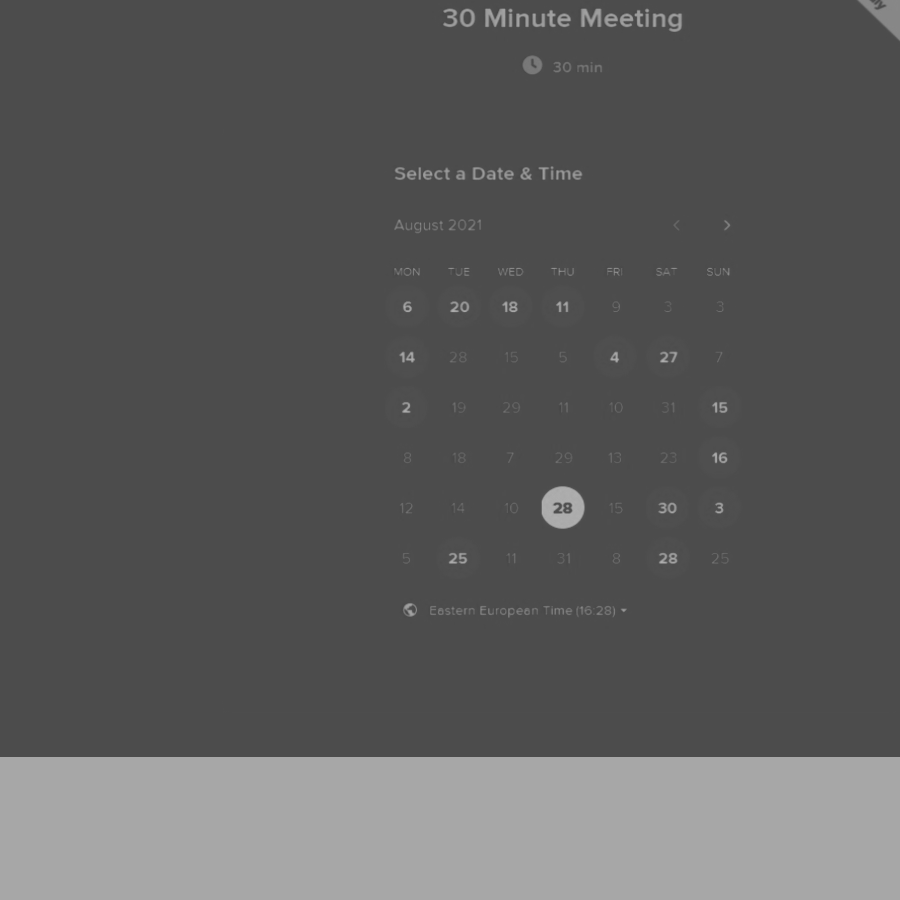 30 Minute Meeting
30 min
Select a Date & Time
August 2021
MON TUE WED THU FRI SAT SUN
6 20 18 11 9 3 3
14 28 15 5 4 27 7
2 19 29 11 10 31 15
8 18 7 29 13 23 16
12 14 10 28 15 30 3
5 25 11 31 8 28 25
Eastern European Time (16:28)